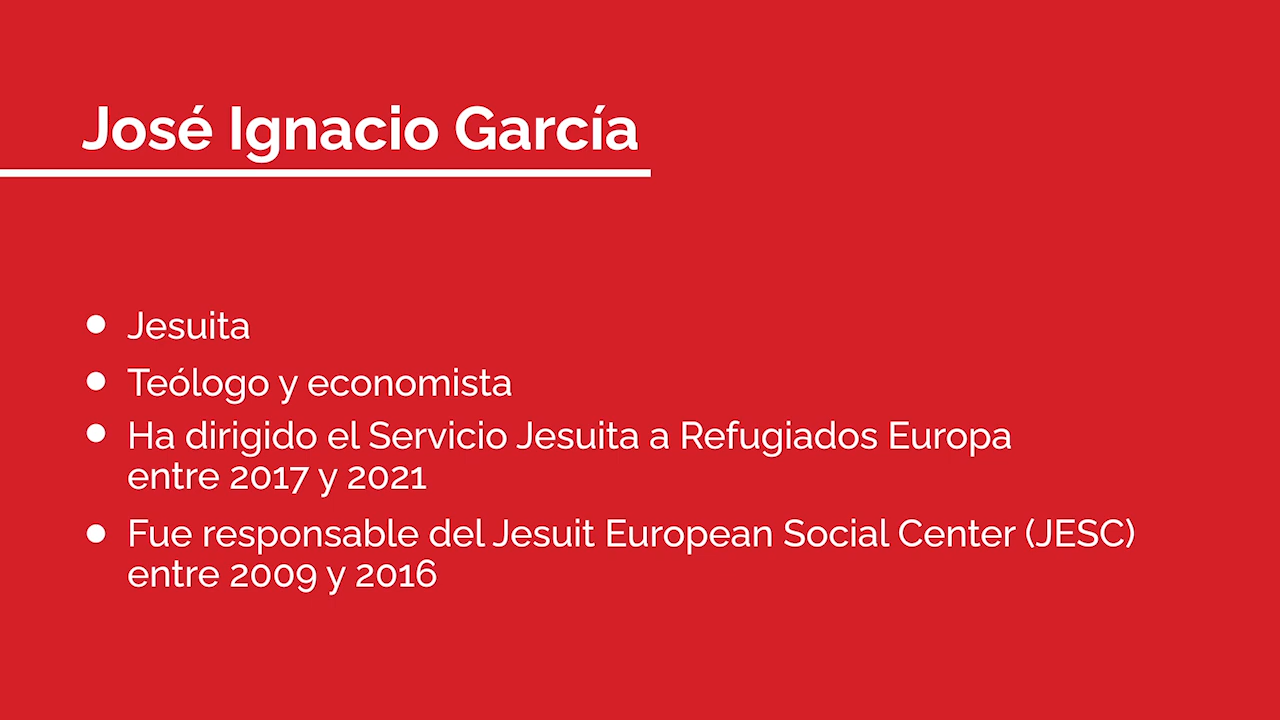 José Ignacio García
Jesuita
Teólogo y economista
Ha dirigido el Servicio Jesuita a Refugiados Europa
entre 2017 y 2021
Fue responsable del Jesuit European Social Center (JESC)
entre 2009 y 2016